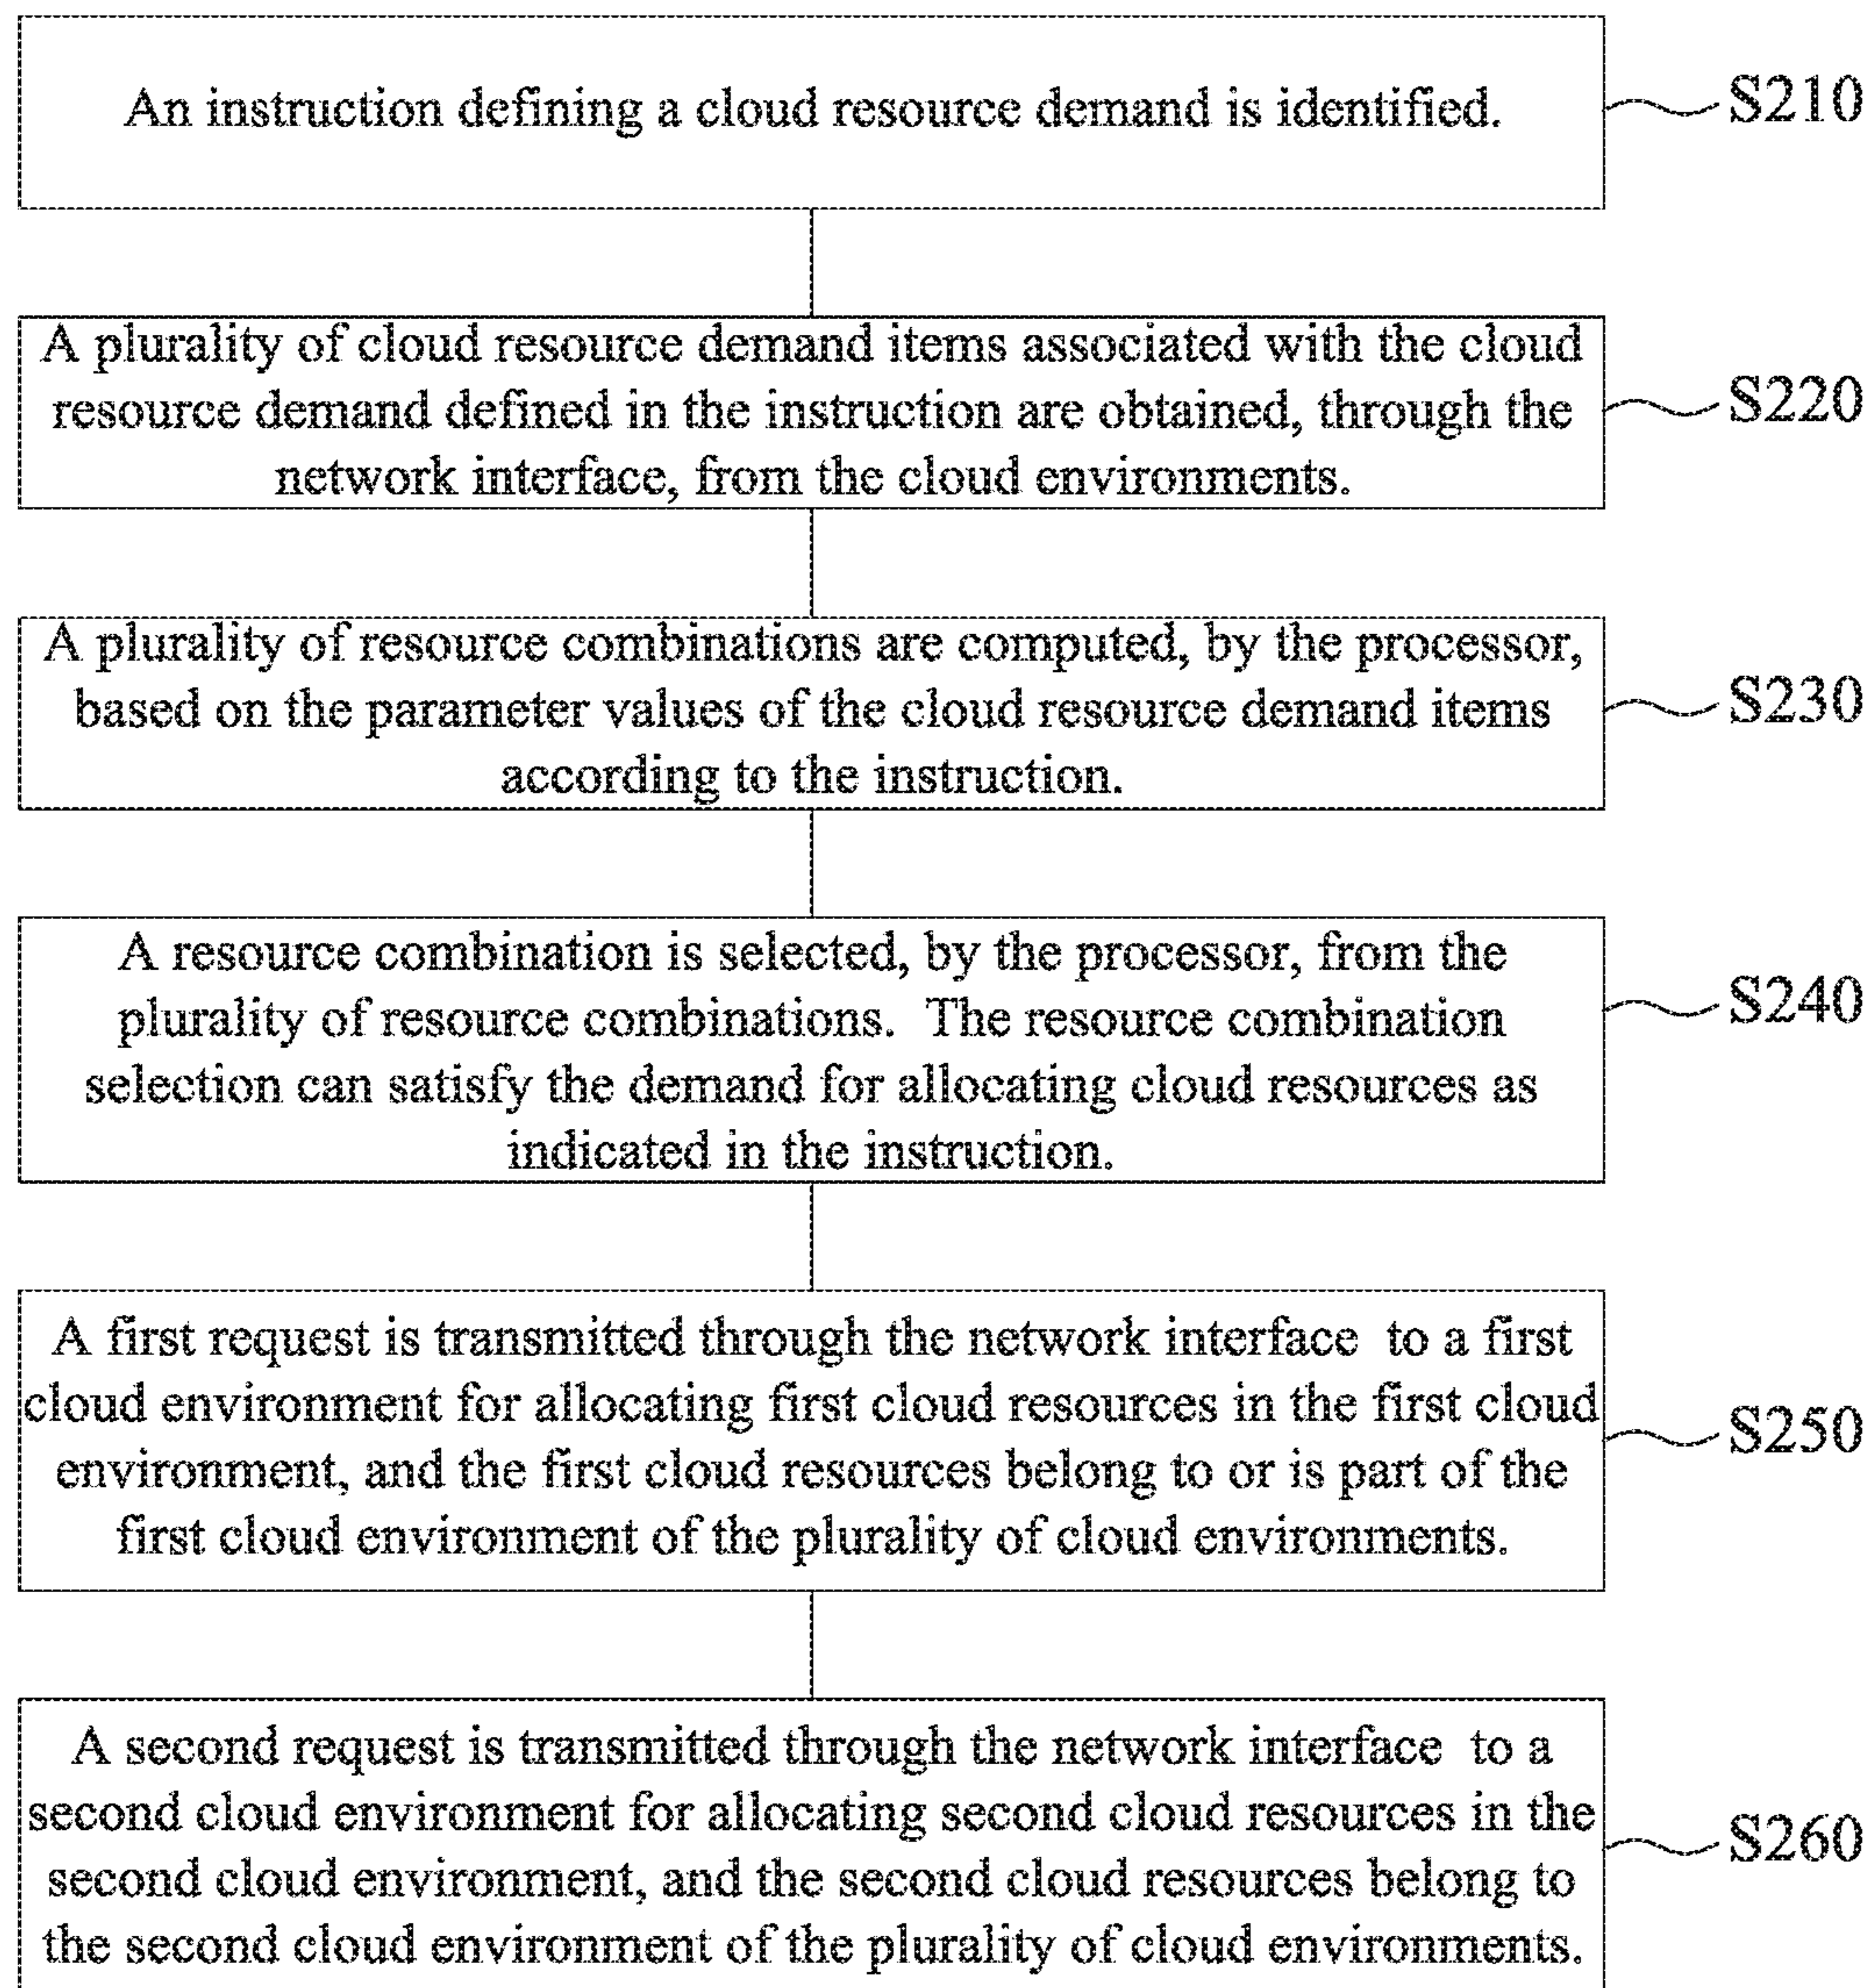 An instruction defining a cloud resource demand is identified.
S210
A plurality of cloud resource demand items associated with the cloud
resource demand defined in the instruction are obtained, through the
network interface, from the cloud environments.
S220
A plurality of resource combinations are computed, by the processor,
based on the parameter values of the cloud resource demand items
according to the instruction.
S230
A resource combination is selected, by the processor, from the
plurality of resource combinations.  The resource combination
selection can satisfy the demand for allocating cloud resources as
indicated in the instruction.
S240
A first request is transmitted through the network interface  to a first
cloud environment for allocating first cloud resources in the first cloud
environment, and the first cloud resources belong to or is part of the
first cloud environment of the plurality of cloud environments.
S250
A second request is transmitted through the network interface  to a
second cloud environment for allocating second cloud resources in the
second cloud environment, and the second cloud resources belong to
the second cloud environment of the plurality of cloud environments.
S260